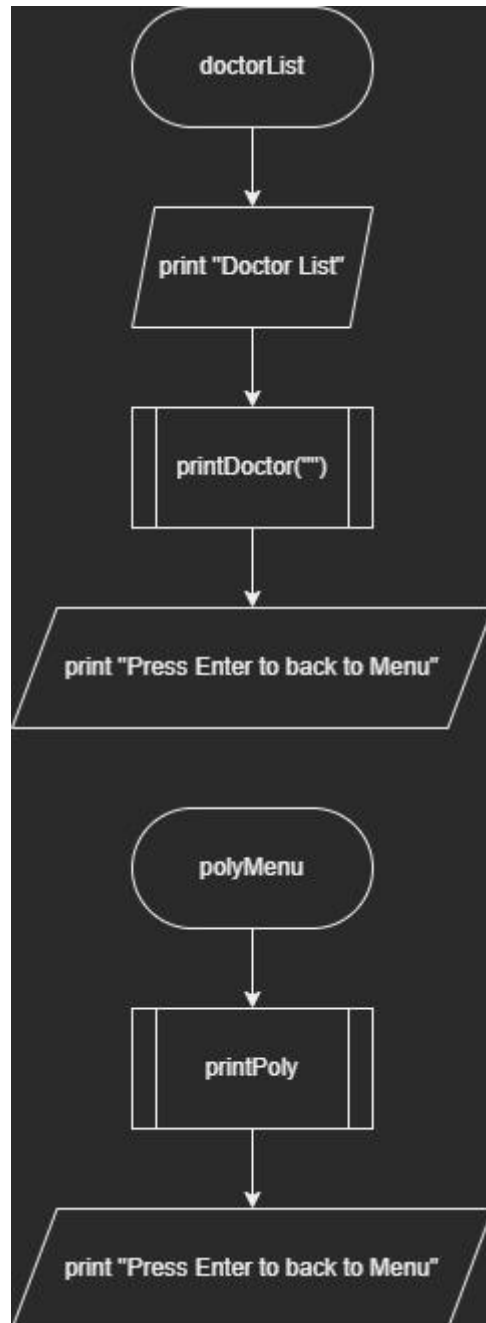 doctorList
print "Doctor List"
printDoctor("")
print "Press Enter to back to Menu"
polyMenu
printPoly
print "Press Enter to back to Menu"